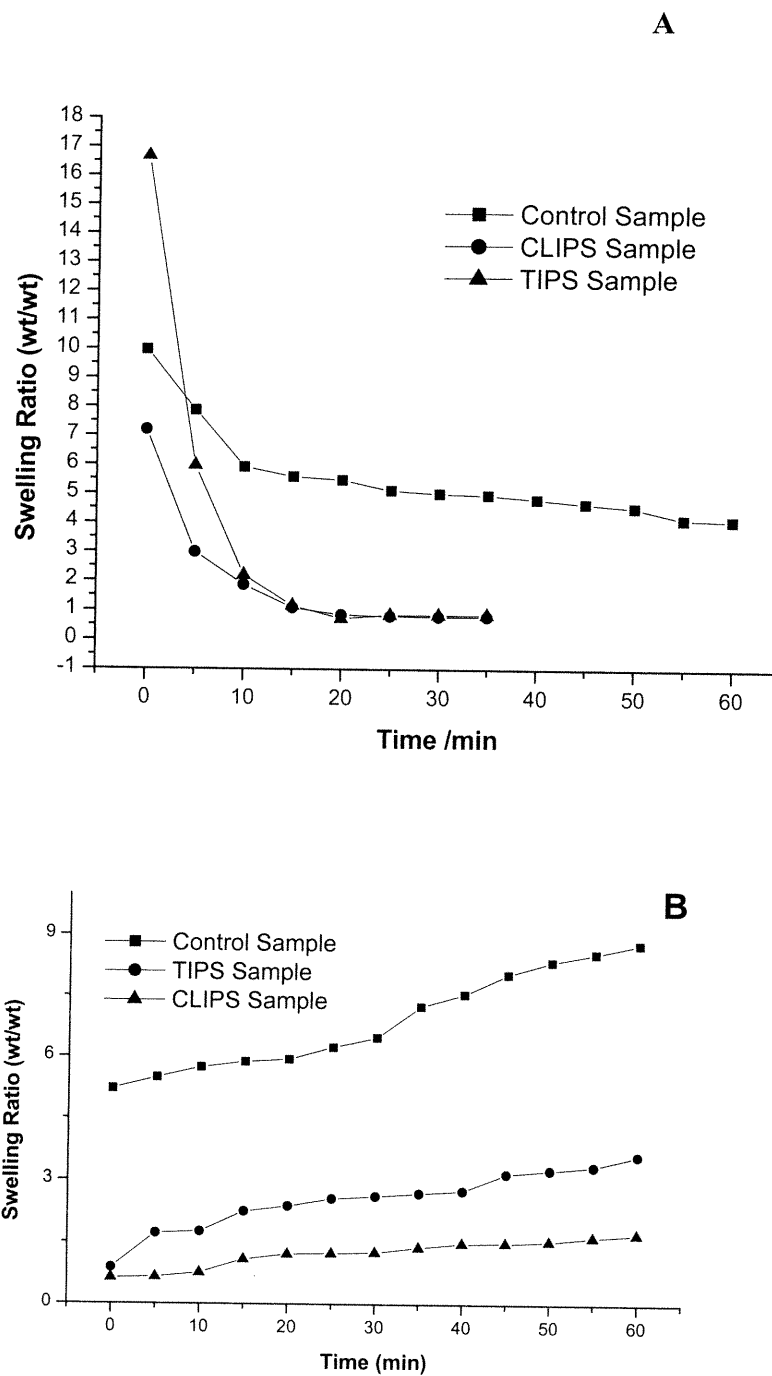 A
18
17
16
15
14
13
12
11
10
9
8
7
6
5
4
3
2
1
0
-1
Swelling Ratio (wt/wt)
Control Sample
CLIPS Sample
TIPS Sample
0 10 20 30 40 50 60
Time /min
B
9
6
3
0
Swelling Ratio (wt/wt)
Control Sample
TIPS Sample
CLIPS Sample
0 10 20 30 40 50 60
Time (min)